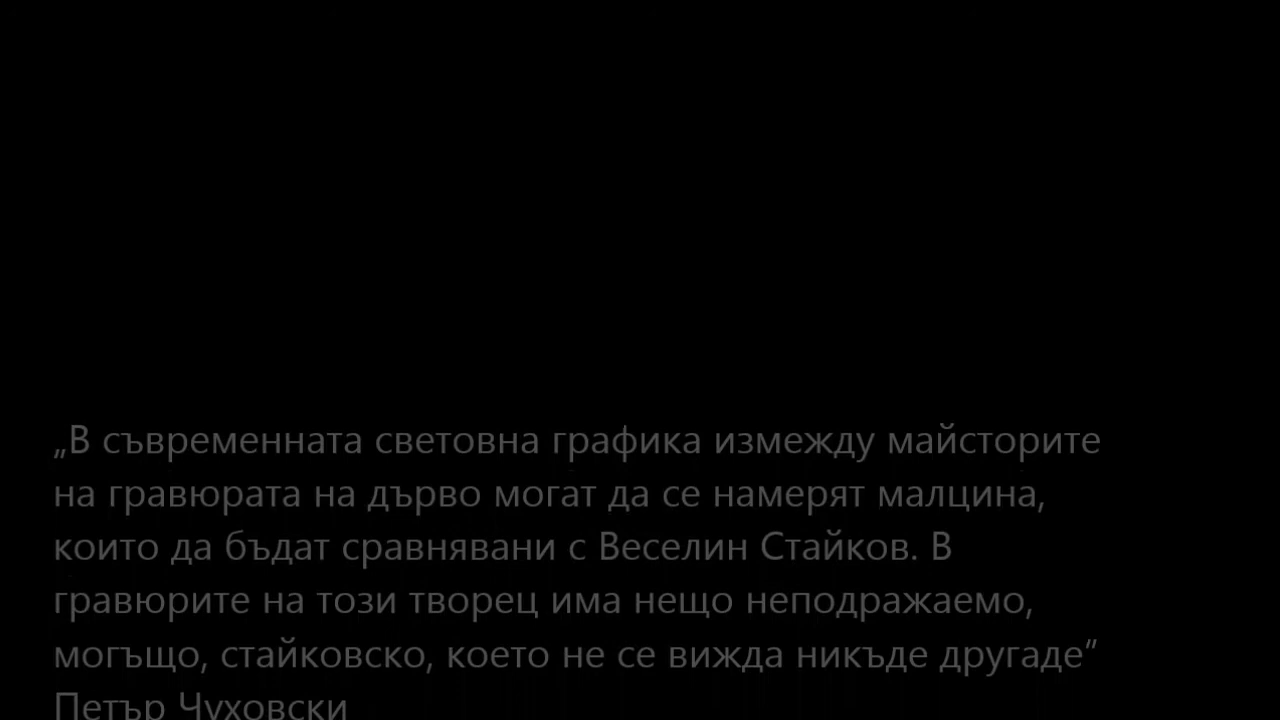 „В съвременната световна графика измежду майсторите
на гравюрата на дърво могат да се намерят малцина,
които да бъдат сравнявани с Веселин Стайков. В
гравюрите на този творец има нещо неподражаемо,
могъщо, стайковско, което не се вижда никъде другаде“
Петър Чуховски